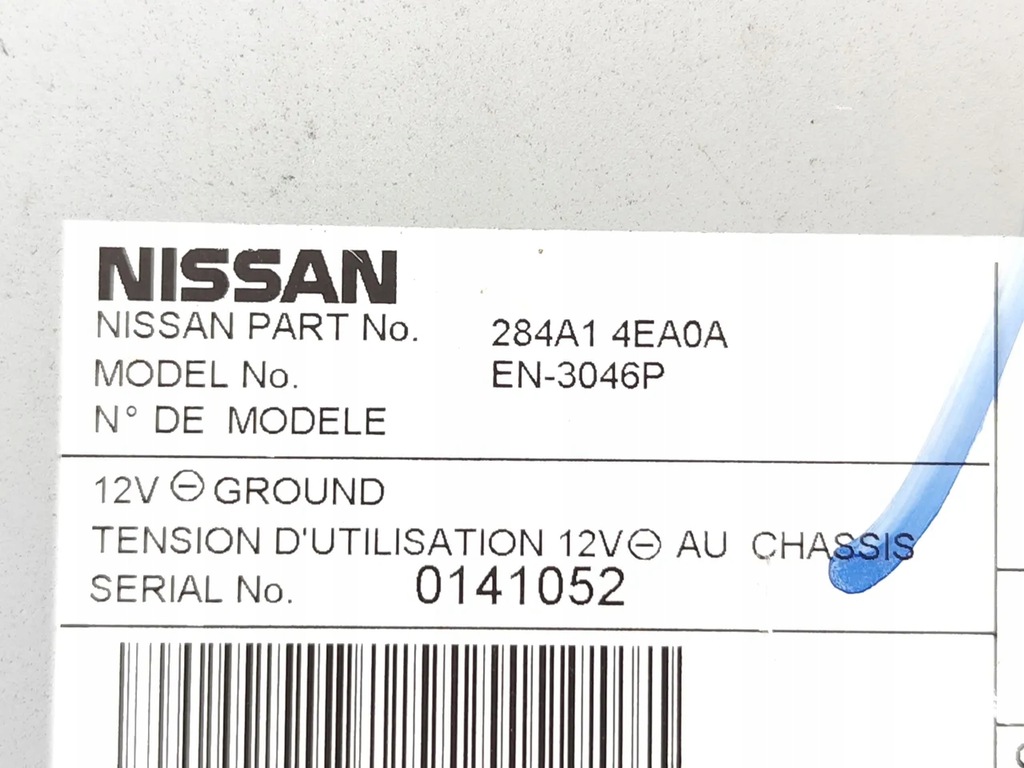 NISSAN
NISSAN PART No. 284A1 4EA0A
MODEL No. EN-3046P
N° DE MODELE
12V ⊖ GROUND
TENSION D'UTILISATION 12V ⊖ AU CHASSIS
SERIAL No. 0141052